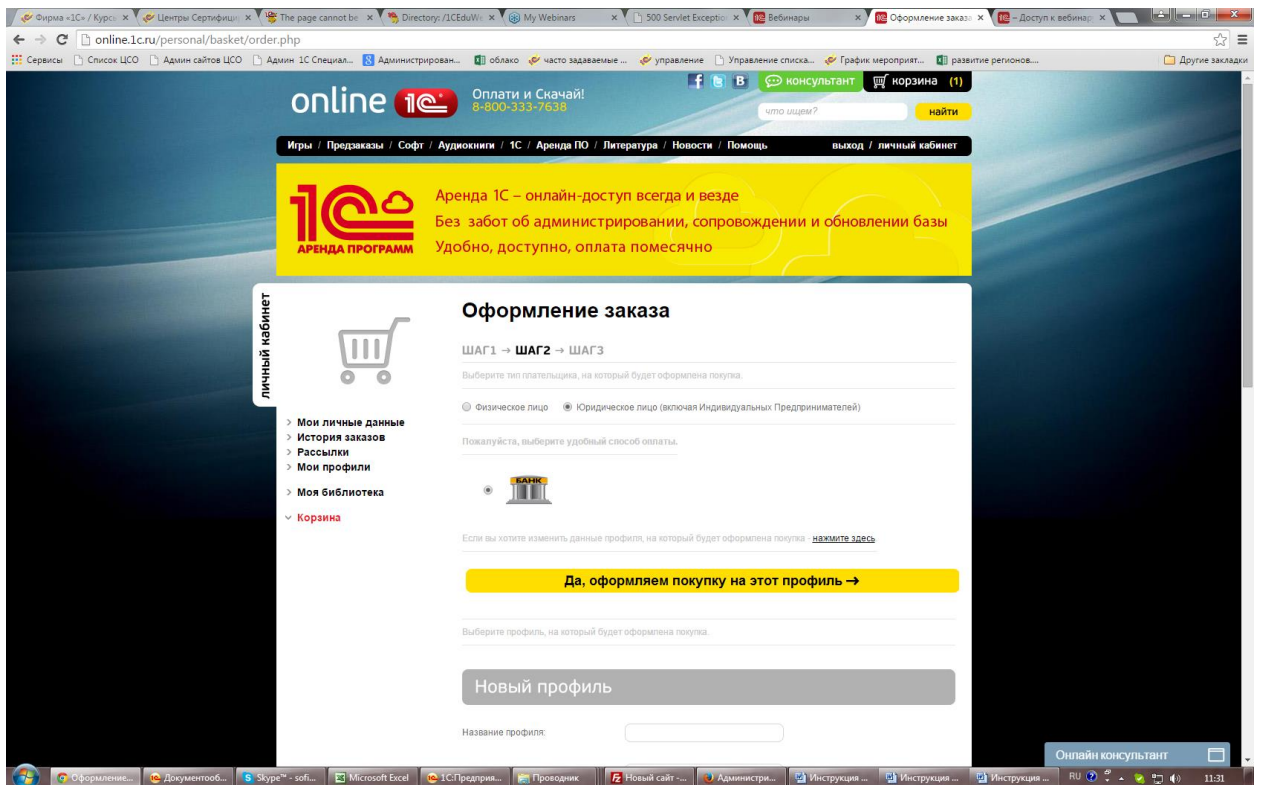 Фирма «1С» / Курсы
Центры Сертифици
The page cannot be
Directory: /1CEduWe
My Webinars
500 Servlet Exception
Вебинары
Оформление заказа
– Доступ к вебинар
online.1c.ru/personal/basket/order.php
Сервисы
Список ЦСО
Админ сайтов ЦСО
Админ 1С Специал...
Администрирован...
облако
часто задаваемые ...
управление
Управление списка...
График мероприят...
развитие регионов....
Другие закладки
online 1С
Оплати и Скачай!
8-800-333-7638
консультант
корзина (1)
что ищем?
найти
Игры / Предзаказы / Софт / Аудиокниги / 1С / Аренда ПО / Литература / Новости / Помощь
выход / личный кабинет
1С
АРЕНДА ПРОГРАММ
Аренда 1С – онлайн-доступ всегда и везде
Без забот об администрировании, сопровождении и обновлении базы
Удобно, доступно, оплата помесячно
личный кабинет
Мои личные данные
История заказов
Рассылки
Мои профили
Моя библиотека
Корзина
Оформление заказа
ШАГ1 → ШАГ2 → ШАГ3
Выберите тип плательщика, на который будет оформлена покупка.
Физическое лицо
Юридическое лицо (включая Индивидуальных Предпринимателей)
Пожалуйста, выберите удобный способ оплаты.
БАНК
Если вы хотите изменить данные профиля, на который будет оформлена покупка - нажмите здесь
Да, оформляем покупку на этот профиль →
Выберите профиль, на который будет оформлена покупка.
Новый профиль
Название профиля:
Онлайн консультант
Оформление...
Документооб...
Skype™ - sofi...
Microsoft Excel
1С:Предприя...
Проводник
Новый сайт -...
Администри...
Инструкция ...
Инструкция ...
Инструкция ...
RU
11:31